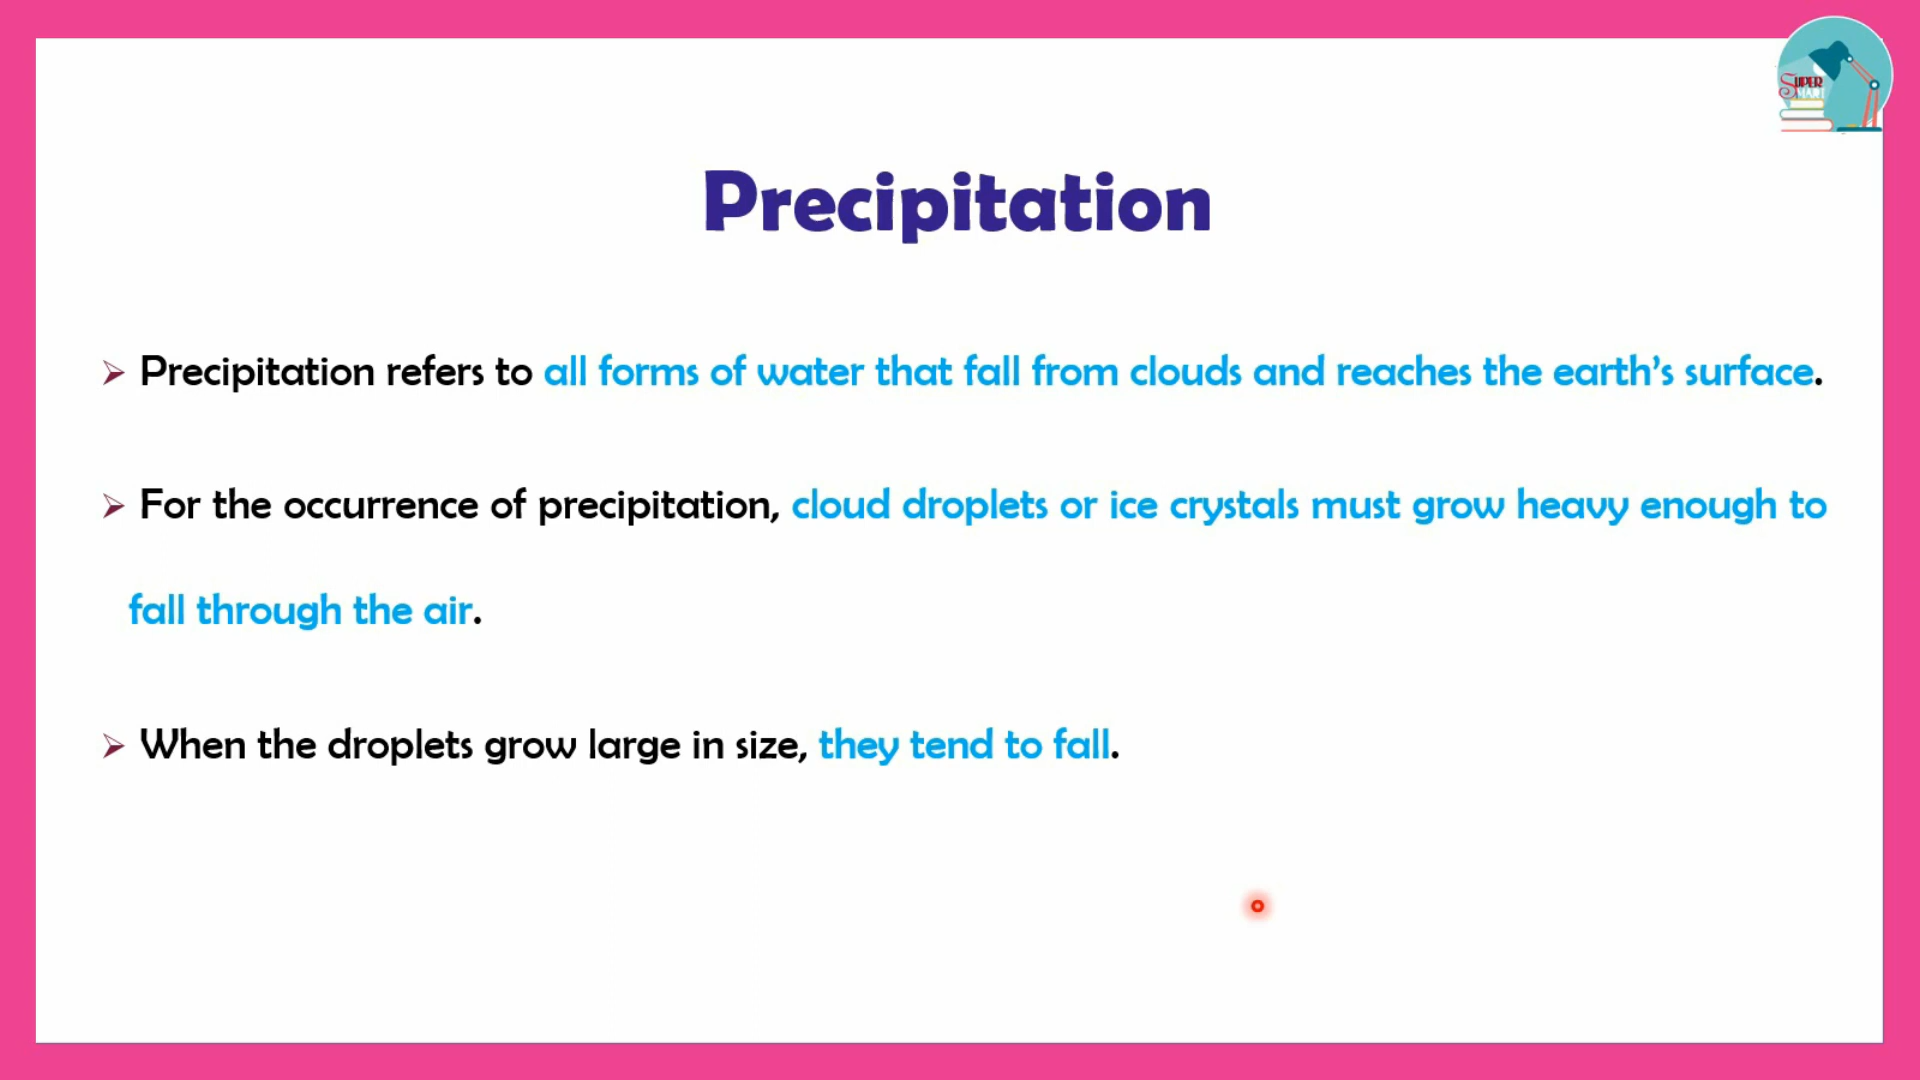 SUPER
Precipitation
Precipitation refers to all forms of water that fall from clouds and reaches the earth's surface.
For the occurrence of precipitation, cloud droplets or ice crystals must grow heavy enough to
fall through the air.
When the droplets grow large in size, they tend to fall.